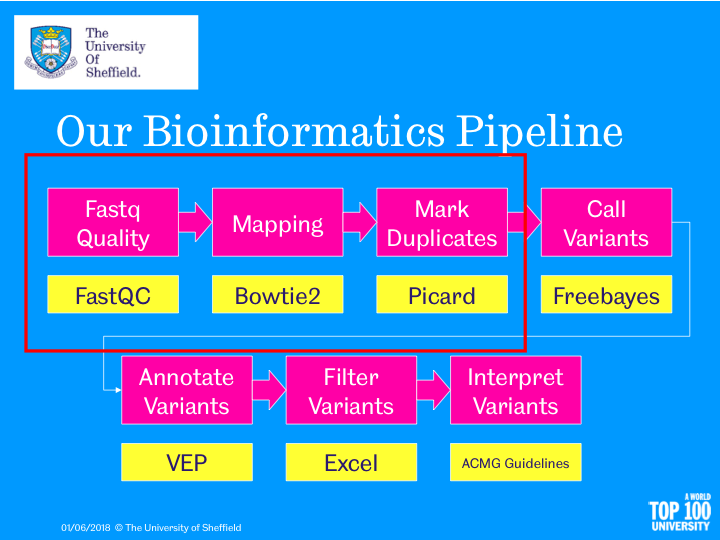 The
University
Of
Sheffield.
Our Bioinformatics Pipeline
Fastq
Quality
Mapping
Mark
Duplicates
Call
Variants
FastQC
Bowtie2
Picard
Freebayes
Annotate
Variants
Filter
Variants
Interpret
Variants
VEP
Excel
ACMG Guidelines
01/06/2018 © The University of Sheffield
A WORLD
TOP 100
UNIVERSITY